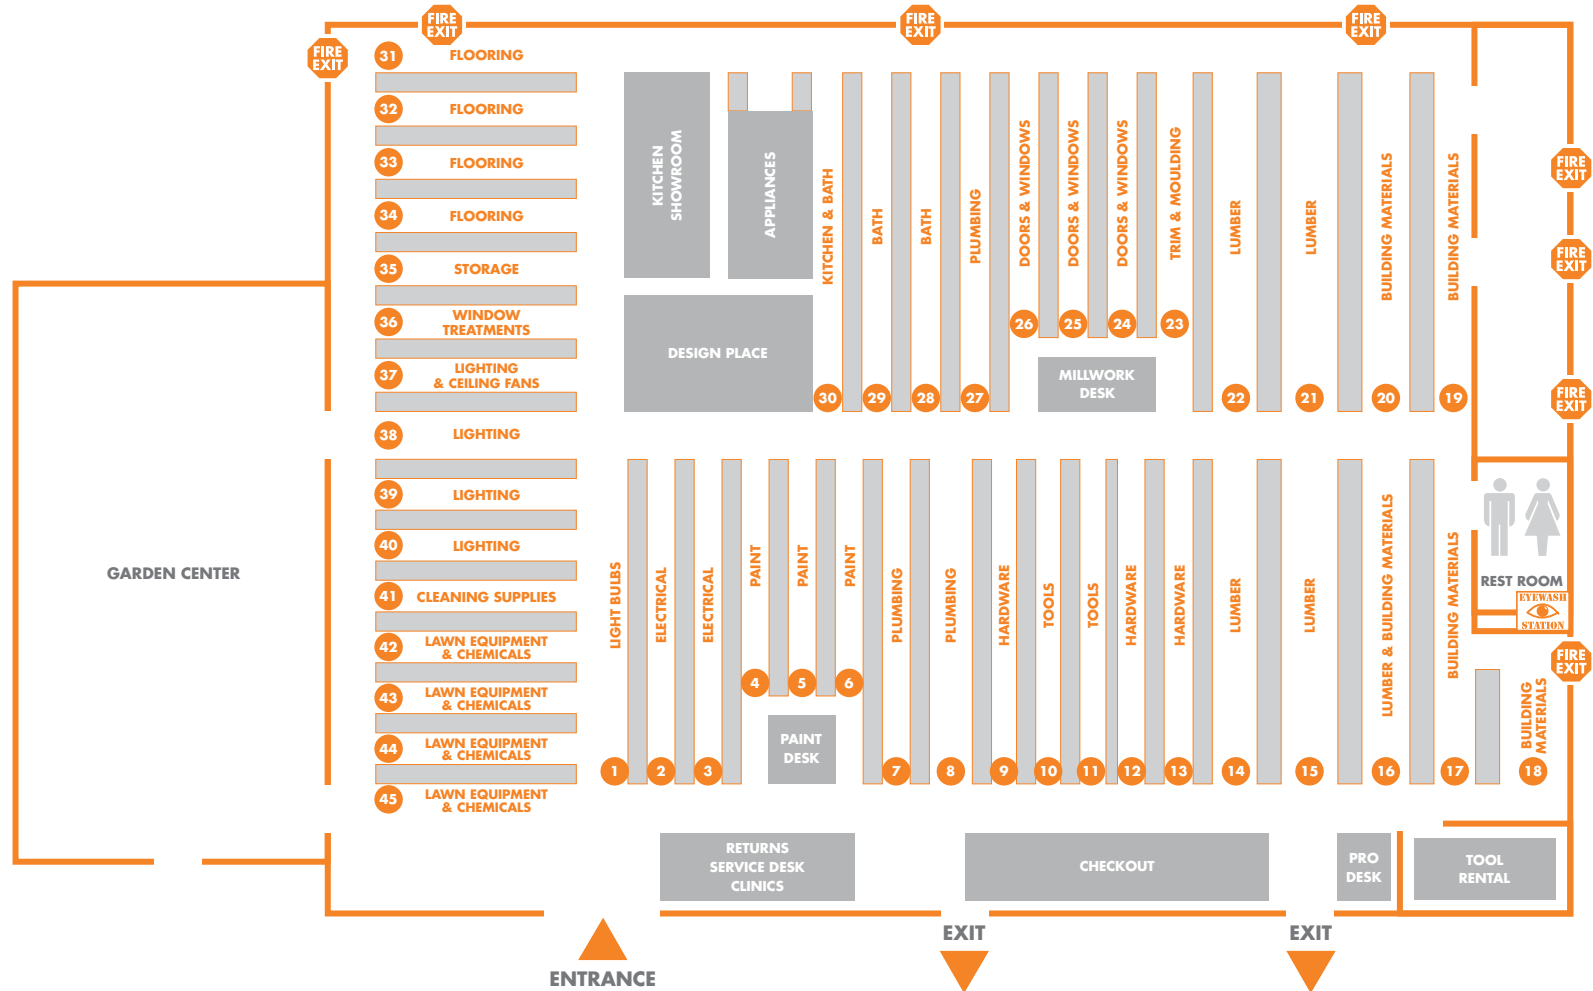 FIRE
EXIT
FIRE
EXIT
FIRE
EXIT
FIRE
EXIT
31 FLOORING
32 FLOORING
33 FLOORING
34 FLOORING
35 STORAGE
36 WINDOW
TREATMENTS
37 LIGHTING
& CEILING FANS
38 LIGHTING
39 LIGHTING
40 LIGHTING
41 CLEANING SUPPLIES
42 LAWN EQUIPMENT
& CHEMICALS
43 LAWN EQUIPMENT
& CHEMICALS
44 LAWN EQUIPMENT
& CHEMICALS
45 LAWN EQUIPMENT
& CHEMICALS
GARDEN CENTER
KITCHEN
SHOWROOM
APPLIANCES
DESIGN PLACE
KITCHEN & BATH
30
BATH
29
BATH
28
PLUMBING
27
DOORS & WINDOWS
26
DOORS & WINDOWS
25
DOORS & WINDOWS
24
TRIM & MOULDING
23
MILLWORK
DESK
LUMBER
22
LUMBER
21
BUILDING MATERIALS
20
BUILDING MATERIALS
19
FIRE
EXIT
FIRE
EXIT
FIRE
EXIT
LIGHT BULBS
1
ELECTRICAL
2
ELECTRICAL
3
PAINT
4
PAINT
5
PAINT
6
PAINT
DESK
PLUMBING
7
PLUMBING
8
HARDWARE
9
TOOLS
10
TOOLS
11
HARDWARE
12
HARDWARE
13
LUMBER
14
LUMBER
15
LUMBER & BUILDING MATERIALS
16
BUILDING MATERIALS
17
BUILDING
MATERIALS
18
REST ROOM
EYEWASH
STATION
FIRE
EXIT
RETURNS
SERVICE DESK
CLINICS
CHECKOUT
PRO
DESK
TOOL
RENTAL
ENTRANCE
EXIT
EXIT